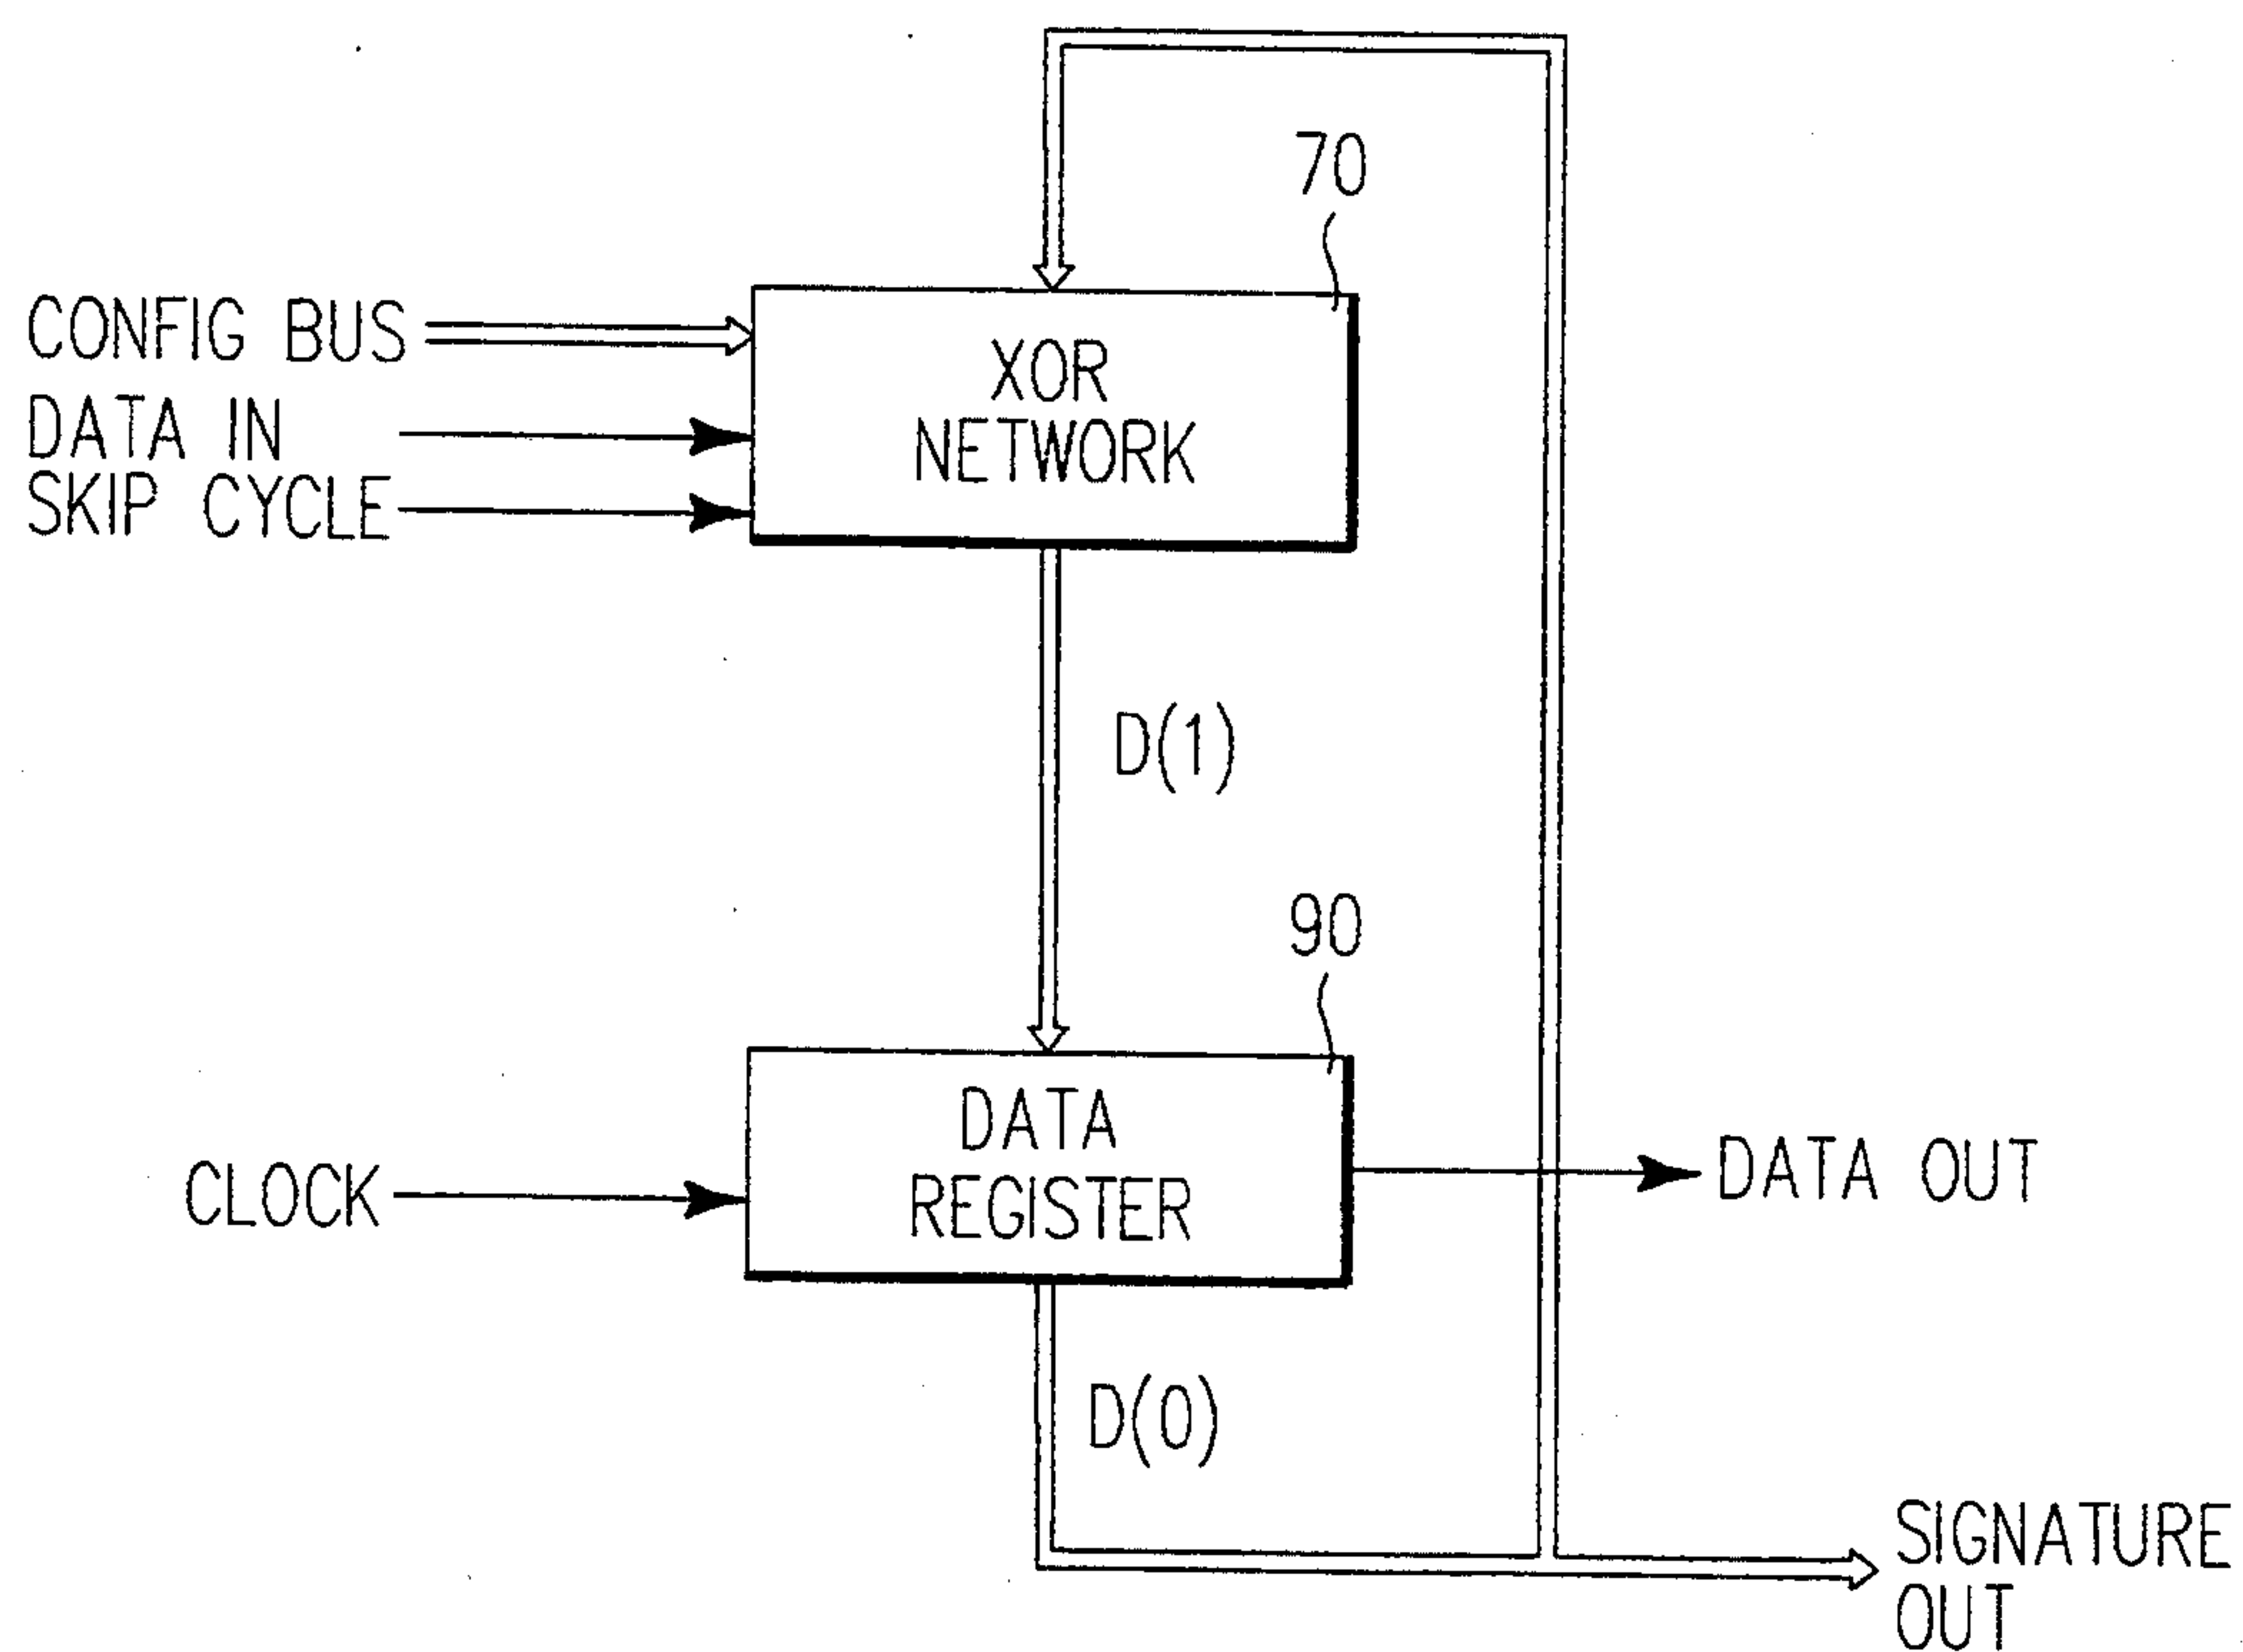 70
CONFIG BUS
DATA IN
SKIP CYCLE
XOR
NETWORK
D(1)
90
CLOCK
DATA
REGISTER
DATA OUT
D(0)
SIGNATURE
OUT